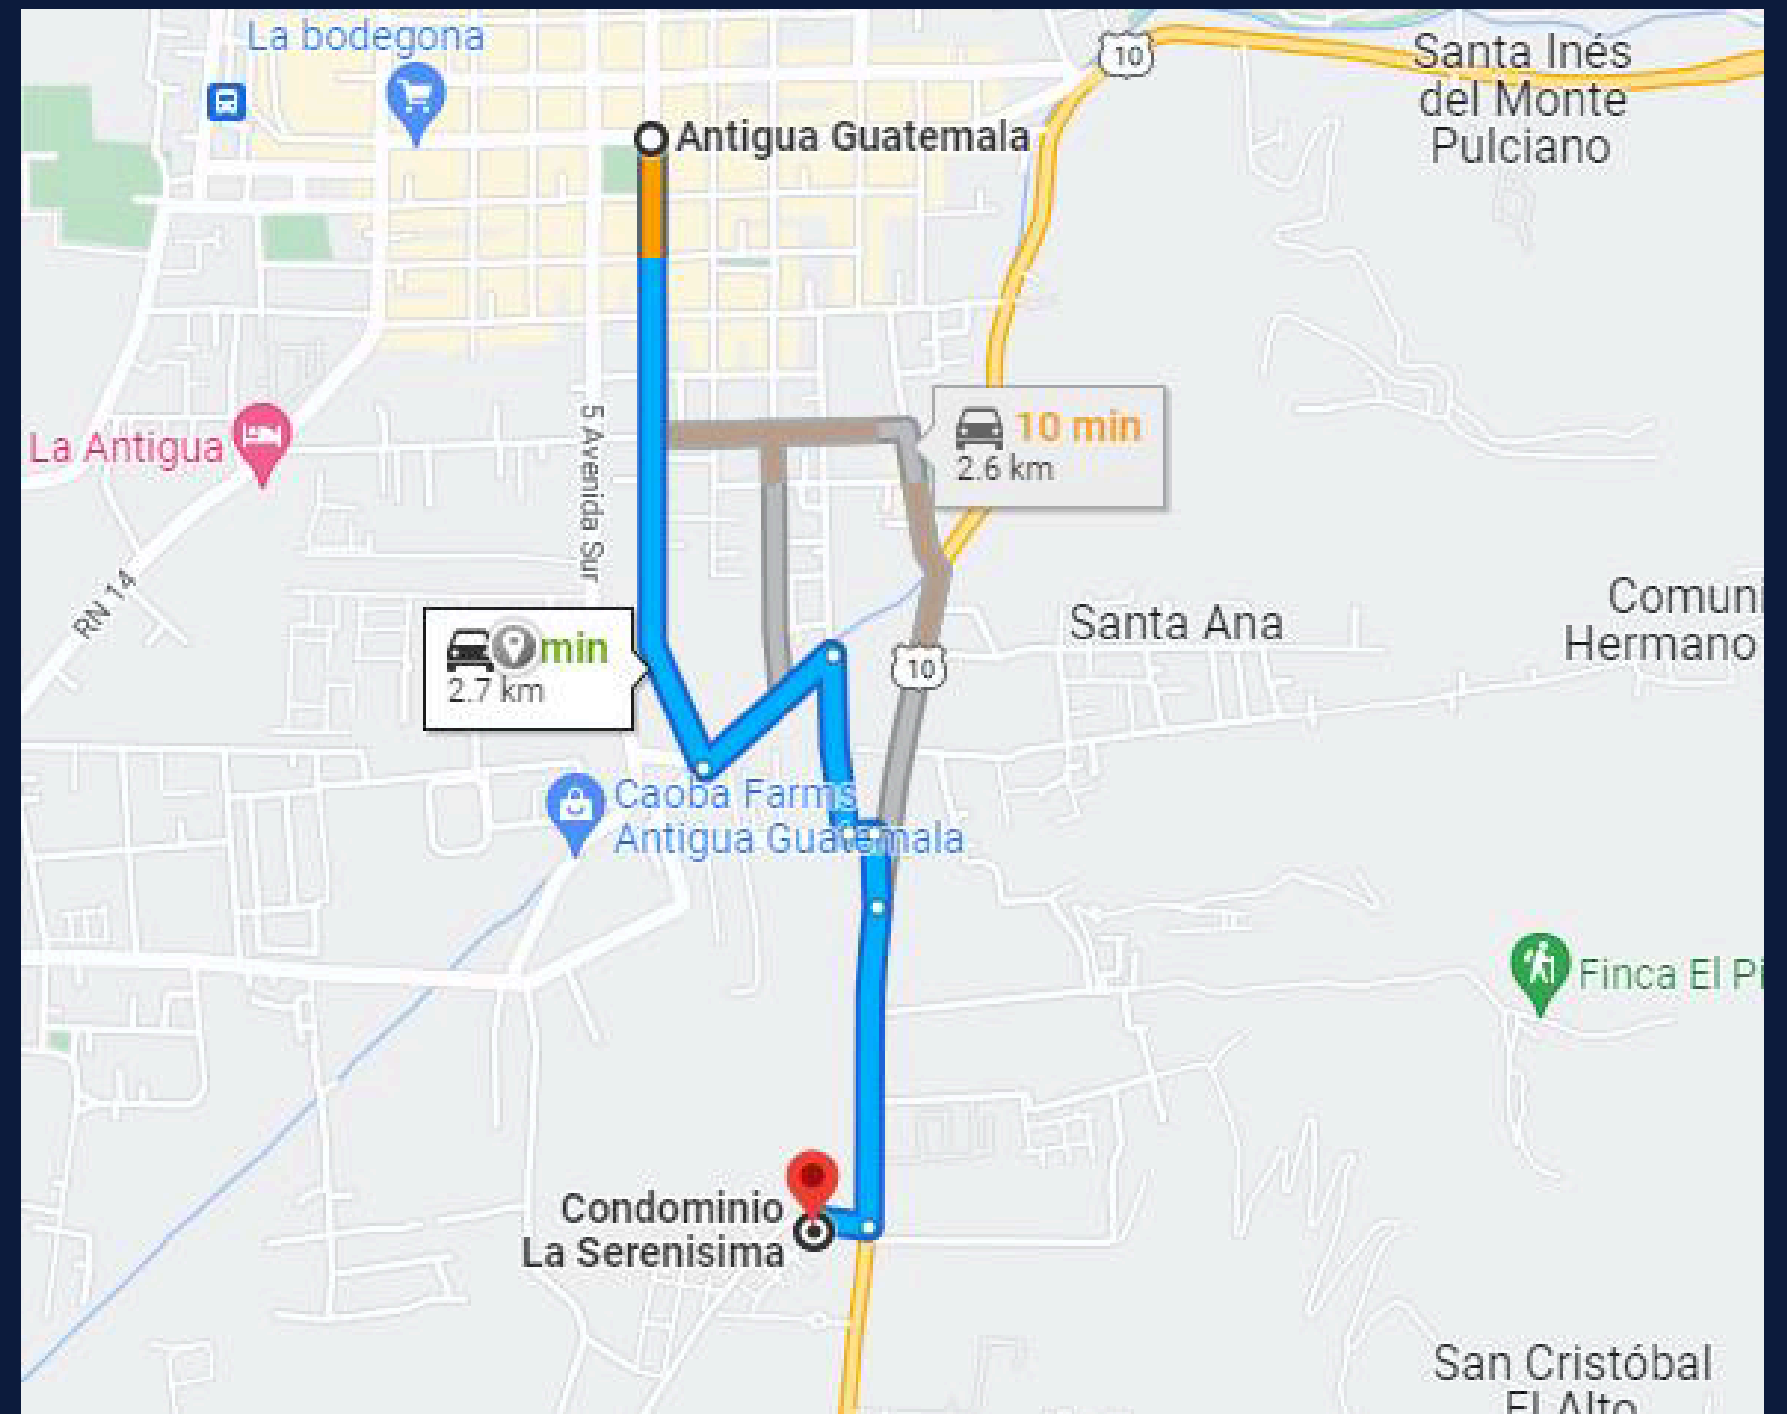 La bodegona
10
Santa Inés
del Monte
Pulciano
Antigua Guatemala
La Antigua
5 Avenida Sur
10 min
2.6 km
RN 14
min
2.7 km
10
Santa Ana
Comuni
Hermano
Caoba Farms
Antigua Guatemala
Finca El Pi
Condominio
La Serenisima
San Cristóbal
El Alto